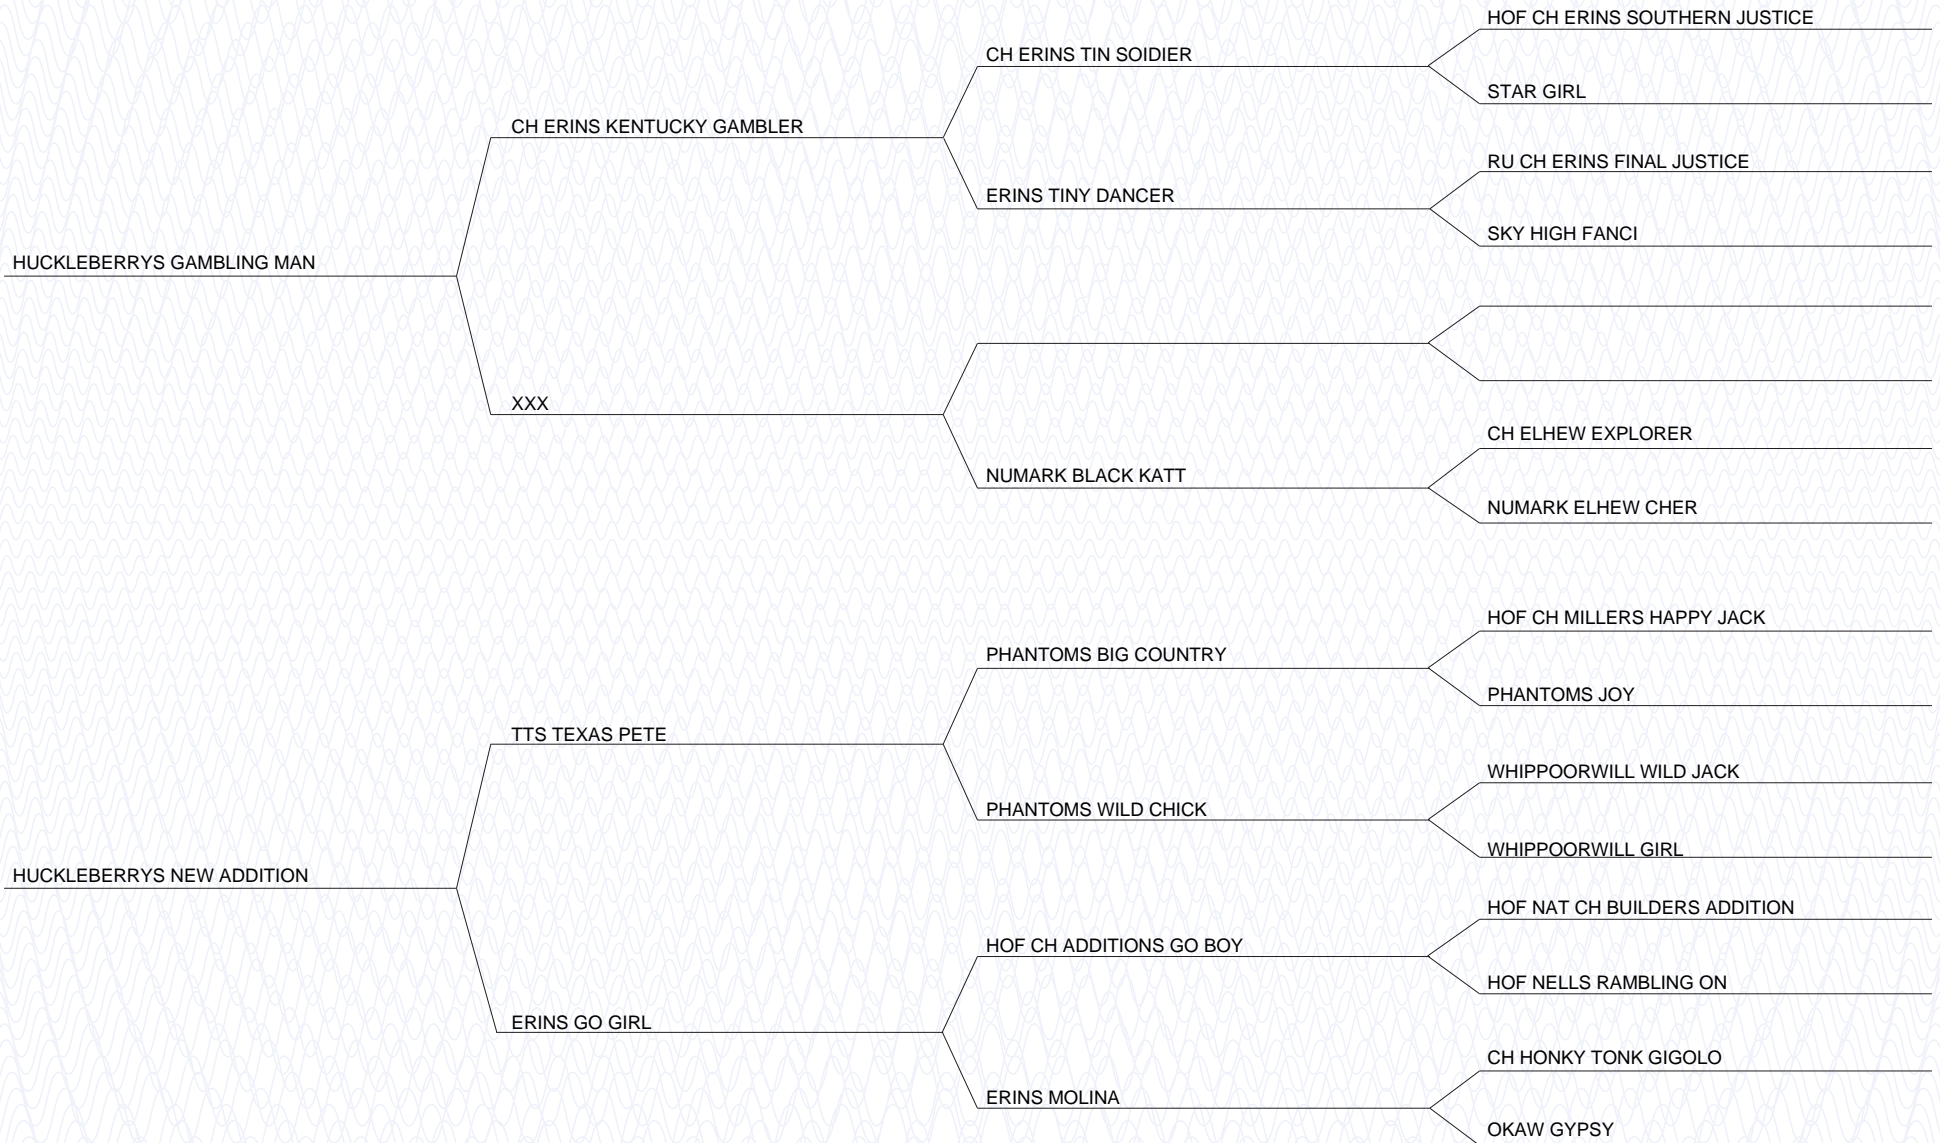 HOF CH ERINS SOUTHERN JUSTICE
CH ERINS TIN SOIDIER
STAR GIRL
CH ERINS KENTUCKY GAMBLER
RU CH ERINS FINAL JUSTICE
ERINS TINY DANCER
SKY HIGH FANCI
HUCKLEBERRYS GAMBLING MAN
XXX
CH ELHEW EXPLORER
NUMARK BLACK KATT
NUMARK ELHEW CHER
HOF CH MILLERS HAPPY JACK
PHANTOMS BIG COUNTRY
PHANTOMS JOY
TTS TEXAS PETE
WHIPPOORWILL WILD JACK
PHANTOMS WILD CHICK
WHIPPOORWILL GIRL
HUCKLEBERRYS NEW ADDITION
HOF NAT CH BUILDERS ADDITION
HOF CH ADDITIONS GO BOY
HOF NELLS RAMBLING ON
ERINS GO GIRL
CH HONKY TONK GIGOLO
ERINS MOLINA
OKAW GYPSY